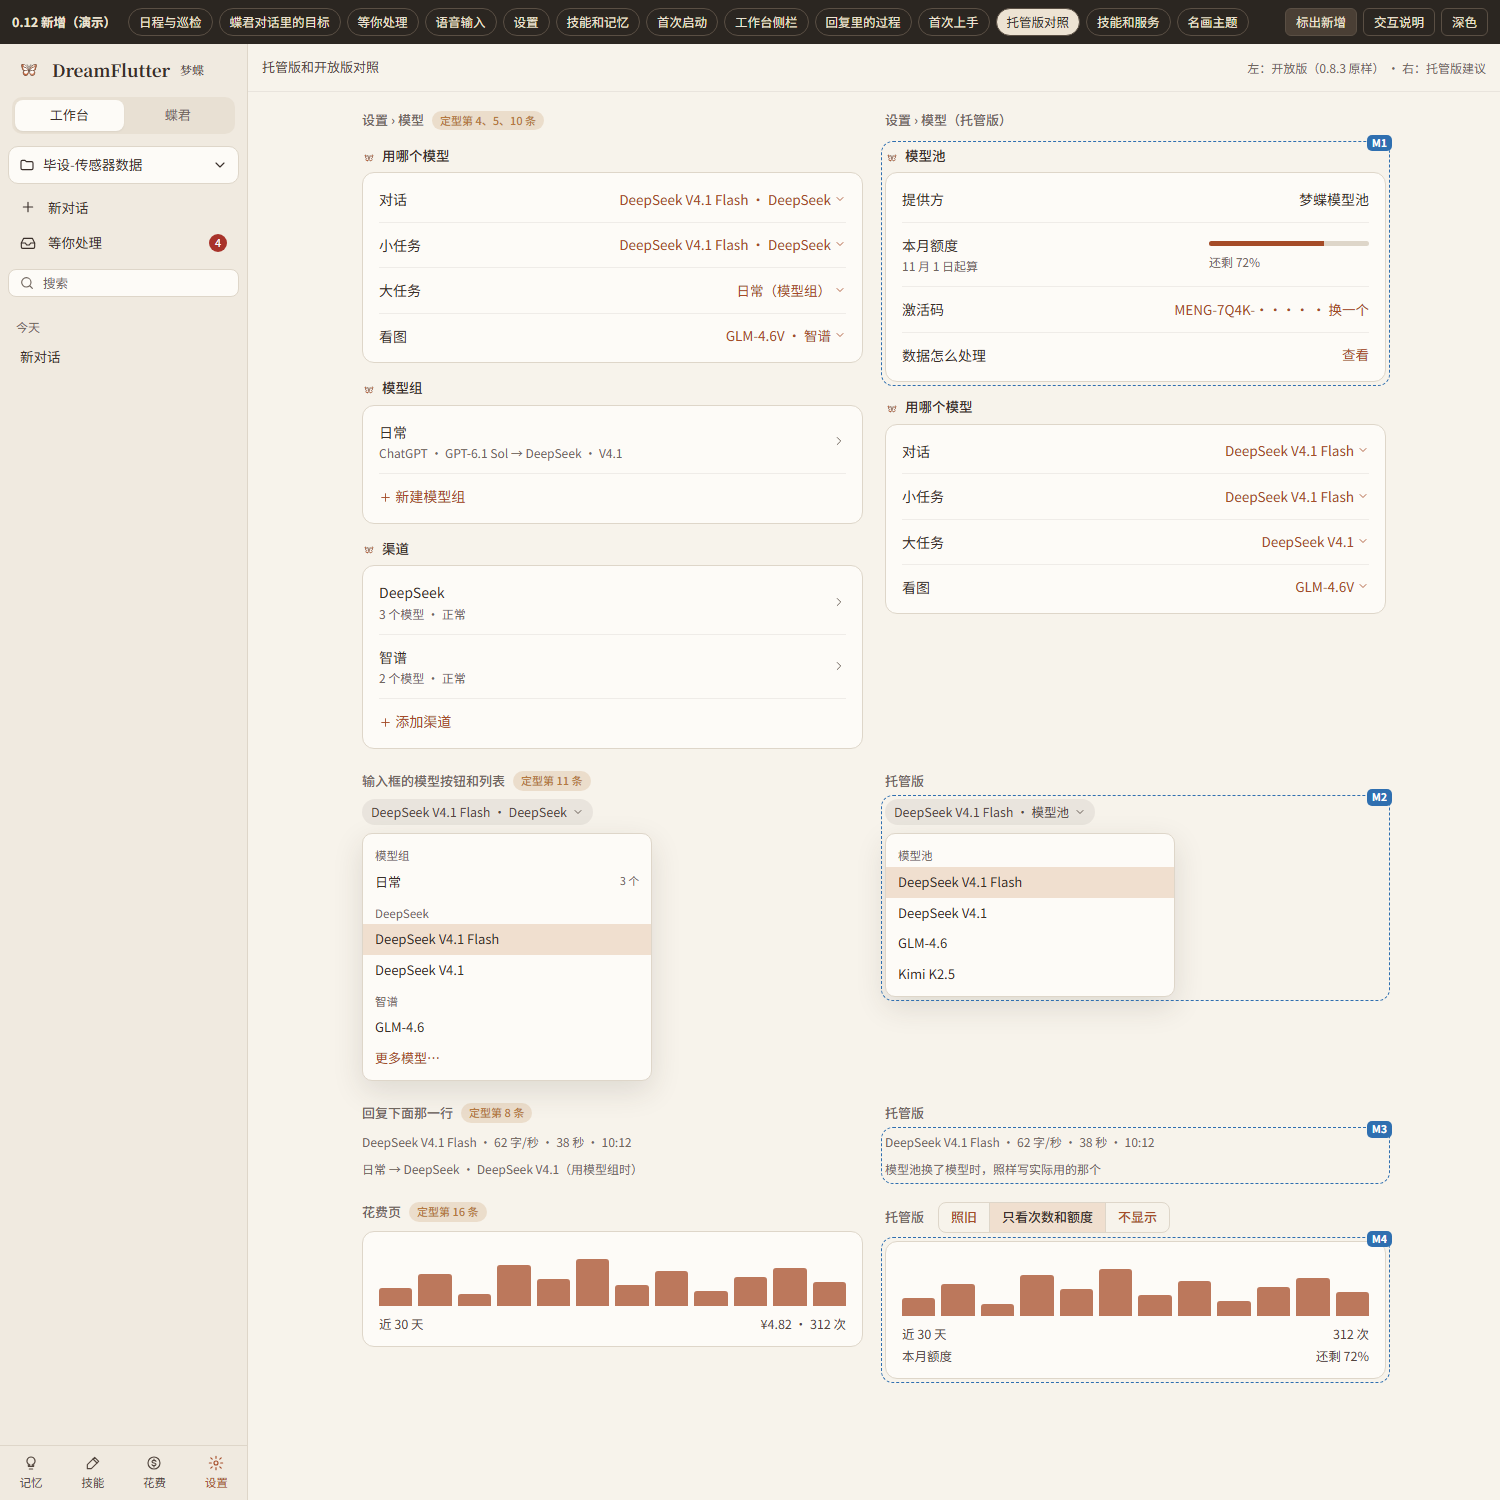 0.12 新增（演示）
日程与巡检
蝶君对话里的目标
等你处理
语音输入
设置
技能和记忆
首次启动
工作台侧栏
回复里的过程
首次上手
托管版对照
技能和服务
名画主题
标出新增
交互说明
深色
DreamFlutter 梦蝶
工作台
蝶君
毕设-传感器数据
新对话
等你处理 4
搜索
今天
新对话
记忆
技能
花费
设置
托管版和开放版对照
左：开放版（0.8.3 原样） · 右：托管版建议
设置 › 模型 定型第 4、5、10 条
用哪个模型
对话 DeepSeek V4.1 Flash · DeepSeek
小任务 DeepSeek V4.1 Flash · DeepSeek
大任务 日常（模型组）
看图 GLM-4.6V · 智谱
模型组
日常
ChatGPT · GPT-6.1 Sol → DeepSeek · V4.1
+ 新建模型组
渠道
DeepSeek
3 个模型 · 正常
智谱
2 个模型 · 正常
+ 添加渠道
设置 › 模型（托管版）
M1
模型池
提供方 梦蝶模型池
本月额度
11 月 1 日起算
还剩 72%
激活码 MENG-7Q4K-···· · 换一个
数据怎么处理 查看
用哪个模型
对话 DeepSeek V4.1 Flash
小任务 DeepSeek V4.1 Flash
大任务 DeepSeek V4.1
看图 GLM-4.6V
输入框的模型按钮和列表 定型第 11 条
DeepSeek V4.1 Flash · DeepSeek
模型组
日常 3 个
DeepSeek
DeepSeek V4.1 Flash
DeepSeek V4.1
智谱
GLM-4.6
更多模型…
托管版
M2
DeepSeek V4.1 Flash · 模型池
模型池
DeepSeek V4.1 Flash
DeepSeek V4.1
GLM-4.6
Kimi K2.5
回复下面那一行 定型第 8 条
DeepSeek V4.1 Flash · 62 字/秒 · 38 秒 · 10:12
日常 → DeepSeek · DeepSeek V4.1（用模型组时）
托管版
M3
DeepSeek V4.1 Flash · 62 字/秒 · 38 秒 · 10:12
模型池换了模型时，照样写实际用的那个
花费页 定型第 16 条
近 30 天 ¥4.82 · 312 次
托管版 照旧 只看次数和额度 不显示
M4
近 30 天 312 次
本月额度 还剩 72%